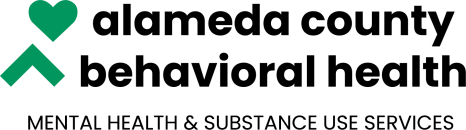 alameda county
behavioral health
MENTAL HEALTH & SUBSTANCE USE SERVICES